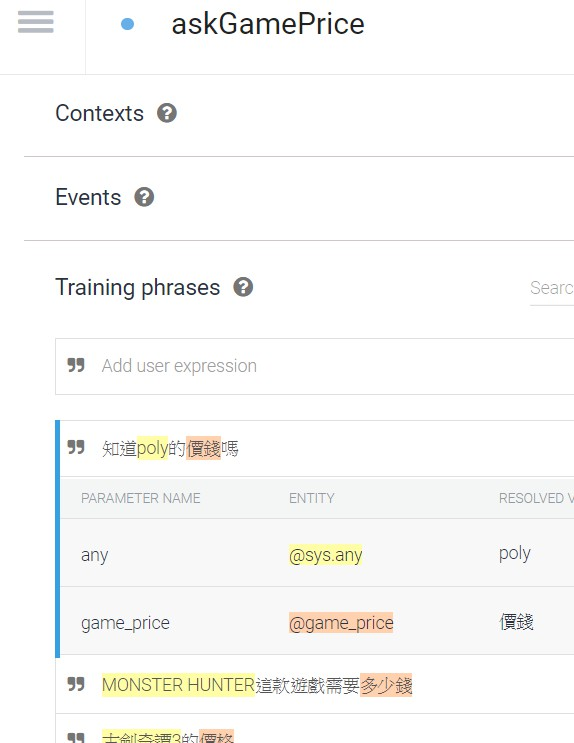 askGamePrice
Contexts
Events
Training phrases
Searc
Add user expression
知道poly的價錢嗎
PARAMETER NAME ENTITY RESOLVED V
any @sys.any poly
game_price @game_price 價錢
MONSTER HUNTER這款遊戲需要多少錢
古劍奇譚3的價格